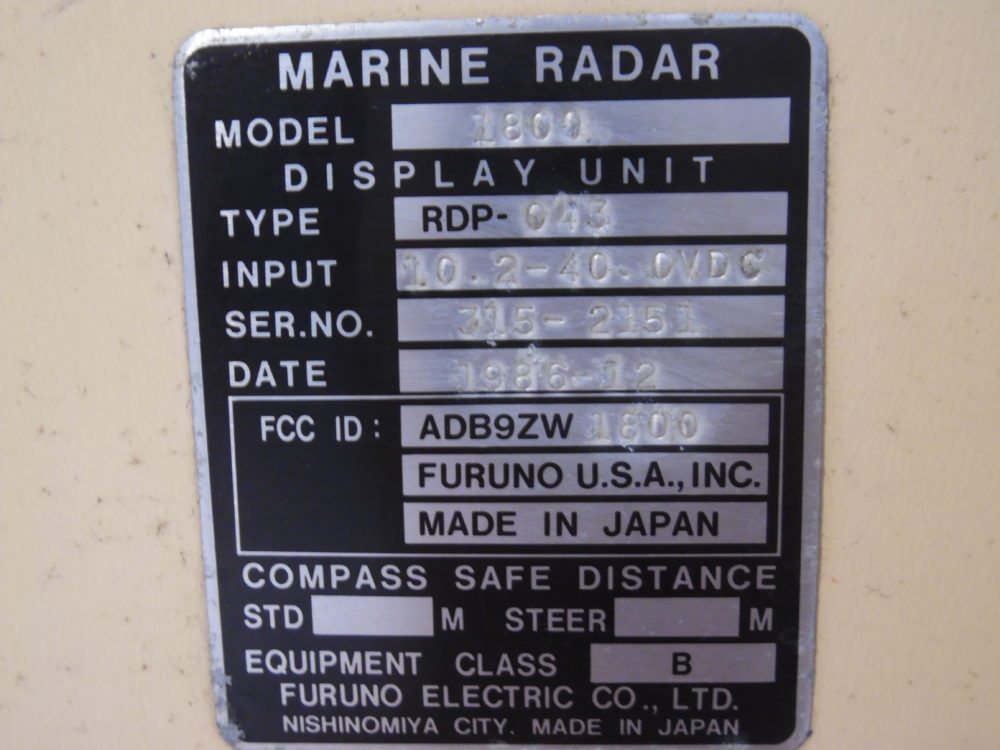 MARINE RADAR
MODEL 1800
DISPLAY UNIT
TYPE RDP-043
INPUT 10.2-40.0VDC
SER.NO. 315-2151
DATE 1986-12
FCC ID: ADB9ZW 1800
FURUNO U.S.A., INC.
MADE IN JAPAN
COMPASS SAFE DISTANCE
STD M STEER M
EQUIPMENT CLASS B
FURUNO ELECTRIC CO., LTD.
NISHINOMIYA CITY. MADE IN JAPAN